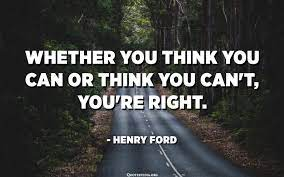 WHETHER YOU THINK YOU
CAN OR THINK YOU CAN'T,
YOU'RE RIGHT.
- HENRY FORD